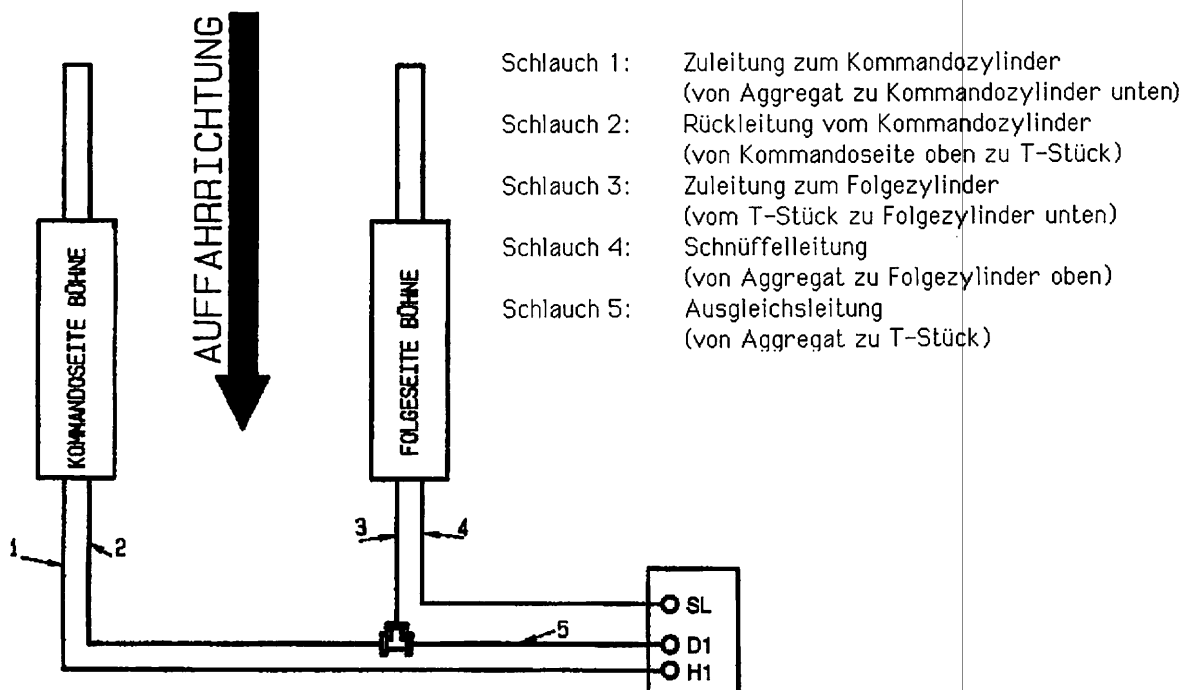 AUFFAHRRICHTUNG
Schlauch 1: Zuleitung zum Kommandozylinder
(von Aggregat zu Kommandozylinder unten)
Schlauch 2: Rückleitung vom Kommandozylinder
(von Kommandoseite oben zu T-Stück)
Schlauch 3: Zuleitung zum Folgezylinder
(vom T-Stück zu Folgezylinder unten)
Schlauch 4: Schnüffelleitung
(von Aggregat zu Folgezylinder oben)
Schlauch 5: Ausgleichsleitung
(von Aggregat zu T-Stück)
KOMMANDOSEITE BÜHNE
FOLGESEITE BÜHNE
1
2
3
4
5
SL
D1
H1